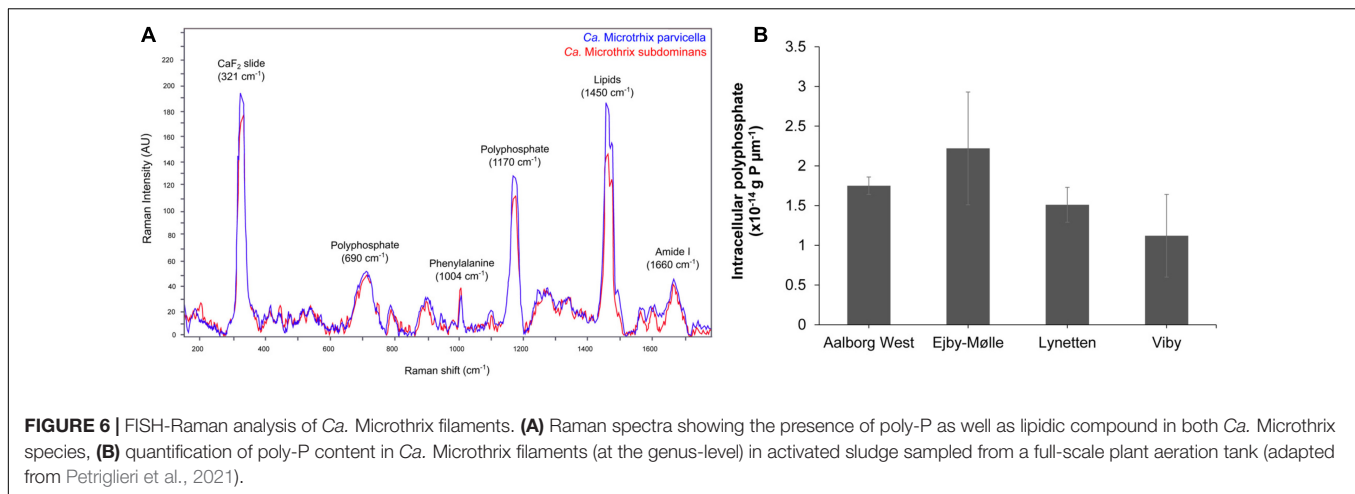 A
Ca. Microtrhix parvicella
Ca. Microthrix subdominans
CaF₂ slide
(321 cm⁻¹)
Lipids
(1450 cm⁻¹)
Polyphosphate
(1170 cm⁻¹)
Polyphosphate
(690 cm⁻¹)
Phenylalanine
(1004 cm⁻¹)
Amide I
(1660 cm⁻¹)
Raman Intensity (AU)
220
200
180
160
140
120
100
80
60
50
40
30
20
10
0
200 400 600 800 1000 1200 1400 1600
Raman shift (cm⁻¹)
B
Intracellular polyphosphate
(x10⁻¹⁴ g P µm⁻¹)
3.5
3
2.5
2
1.5
1
0.5
0
Aalborg West Ejby-Mølle Lynetten Viby
FIGURE 6 | FISH-Raman analysis of Ca. Microthrix filaments. (A) Raman spectra showing the presence of poly-P as well as lipidic compound in both Ca. Microthrix
species, (B) quantification of poly-P content in Ca. Microthrix filaments (at the genus-level) in activated sludge sampled from a full-scale plant aeration tank (adapted
from Petriglieri et al., 2021).